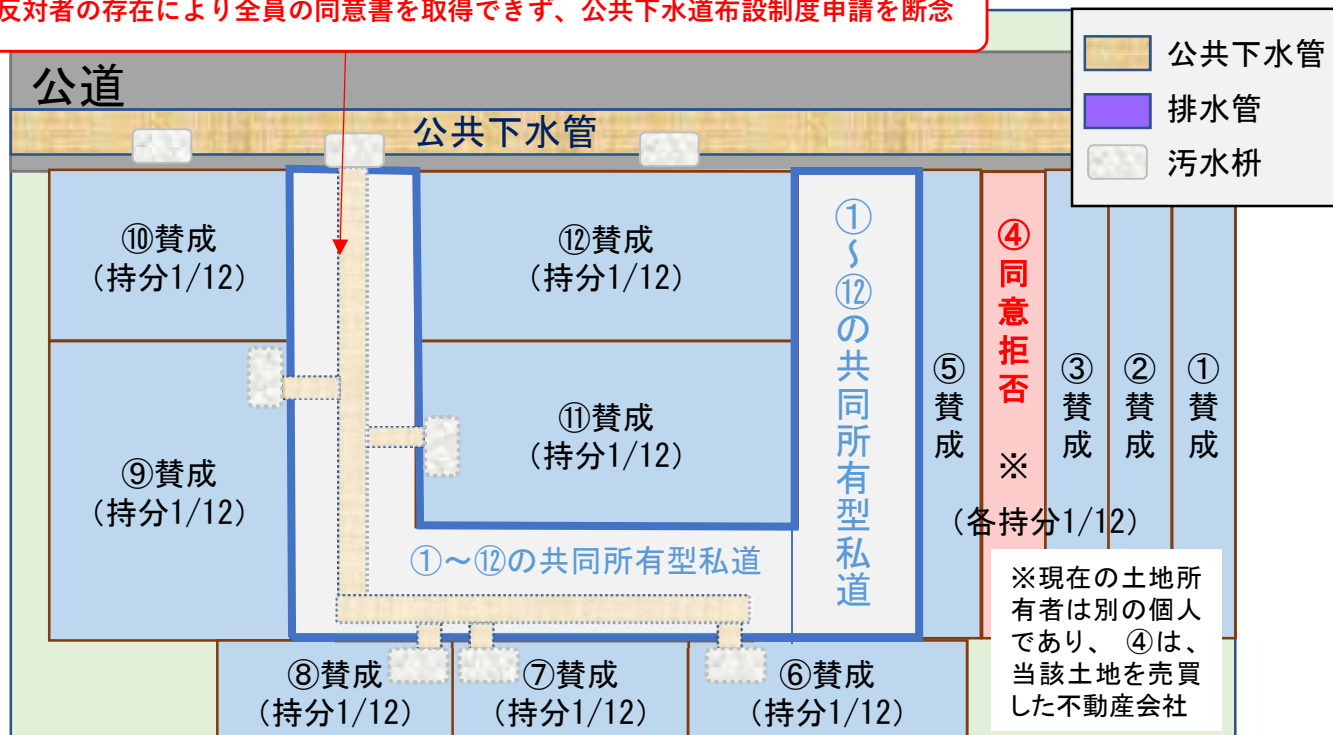 反対者の存在により全員の同意書を取得できず、公共下水道布設制度申請を断念
公道
公共下水管
公共下水管
排水管
汚水枡
⑩賛成
(持分1/12)
⑫賛成
(持分1/12)
①～⑫の共同所有型私道
⑤賛成
④同意拒否 ※
③賛成
②賛成
①賛成
(各持分1/12)
⑨賛成
(持分1/12)
⑪賛成
(持分1/12)
①～⑫の共同所有型私道
⑧賛成
(持分1/12)
⑦賛成
(持分1/12)
⑥賛成
(持分1/12)
※現在の土地所
有者は別の個人
であり、 ④は、
当該土地を売買
した不動産会社